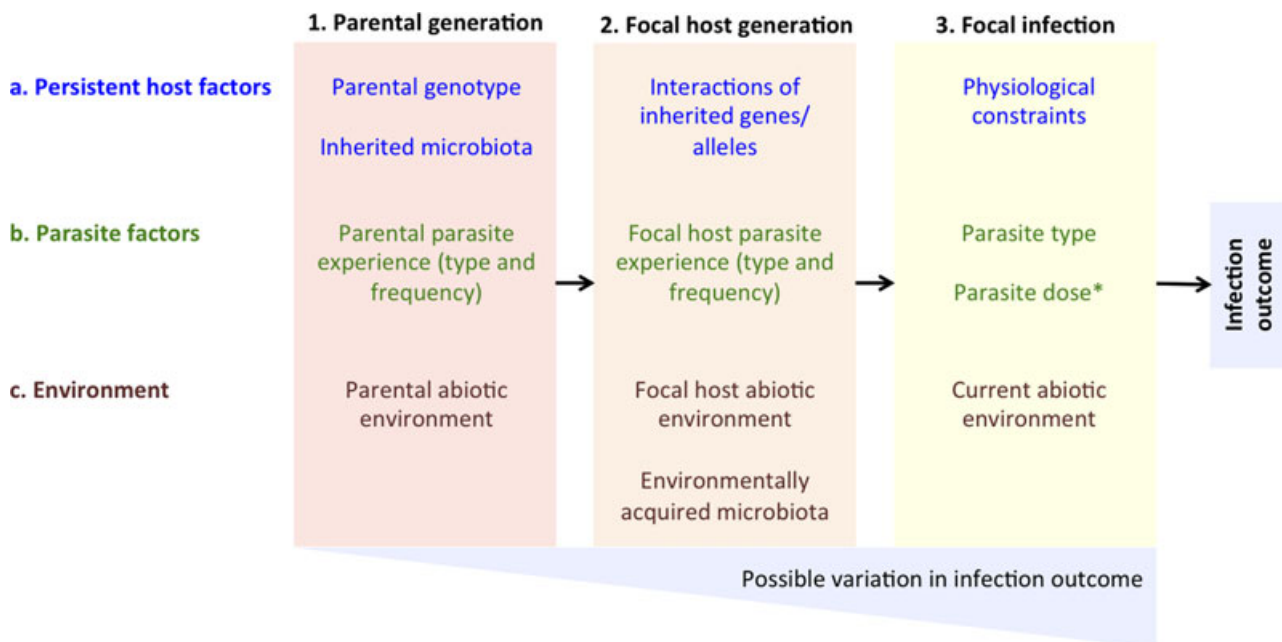 1. Parental generation
2. Focal host generation
3. Focal infection
a. Persistent host factors
Parental genotype
Inherited microbiota
Interactions of
inherited genes/
alleles
Physiological
constraints
b. Parasite factors
Parental parasite
experience (type and
frequency)
Focal host parasite
experience (type and
frequency)
Parasite type
Parasite dose*
Infection
outcome
c. Environment
Parental abiotic
environment
Focal host abiotic
environment
Environmentally
acquired microbiota
Current abiotic
environment
Possible variation in infection outcome